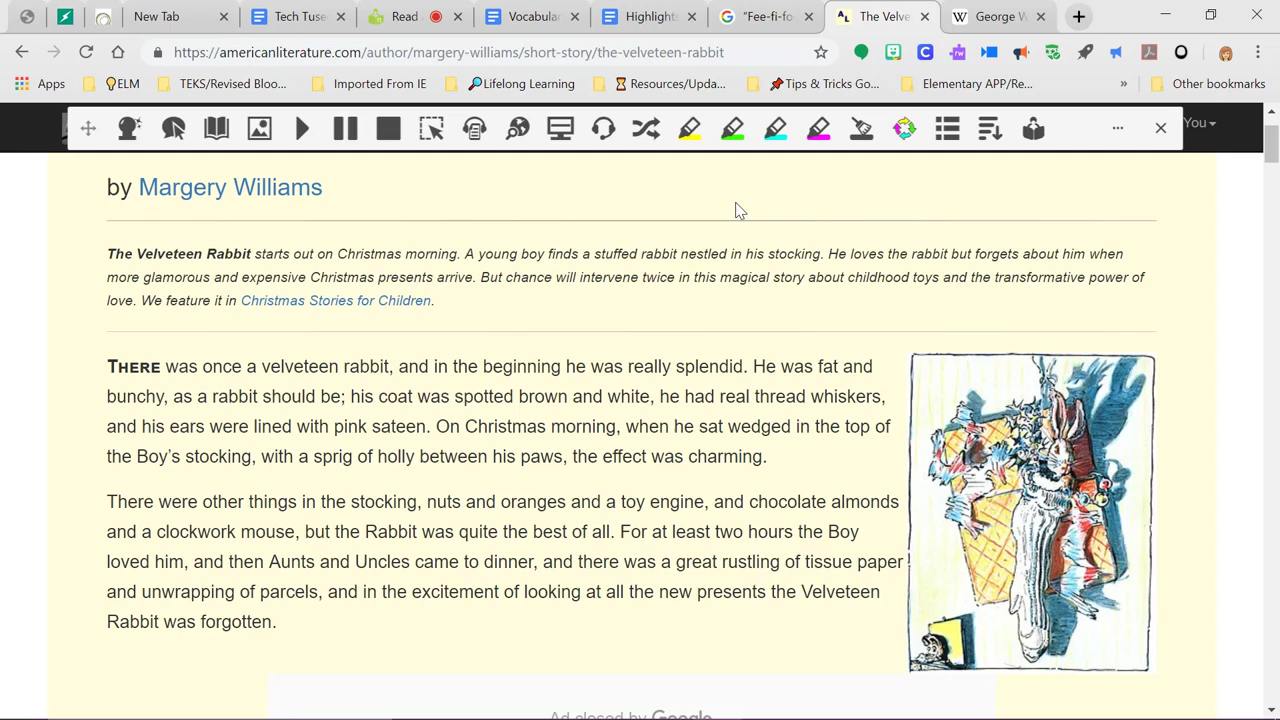 New Tab
Tech Tuse
Read
Vocabular
Highlights
"Fee-fi-fo
The Velve
George W
https://americanliterature.com/author/margery-williams/short-story/the-velveteen-rabbit
Apps
ELM
TEKS/Revised Bloo...
Imported From IE
Lifelong Learning
Resources/Upda...
Tips & Tricks Go...
Elementary APP/Re...
»
Other bookmarks
You
by Margery Williams
The Velveteen Rabbit starts out on Christmas morning. A young boy finds a stuffed rabbit nestled in his stocking. He loves the rabbit but forgets about him when
more glamorous and expensive Christmas presents arrive. But chance will intervene twice in this magical story about childhood toys and the transformative power of
love. We feature it in Christmas Stories for Children.
THERE was once a velveteen rabbit, and in the beginning he was really splendid. He was fat and
bunchy, as a rabbit should be; his coat was spotted brown and white, he had real thread whiskers,
and his ears were lined with pink sateen. On Christmas morning, when he sat wedged in the top of
the Boy's stocking, with a sprig of holly between his paws, the effect was charming.
There were other things in the stocking, nuts and oranges and a toy engine, and chocolate almonds
and a clockwork mouse, but the Rabbit was quite the best of all. For at least two hours the Boy
loved him, and then Aunts and Uncles came to dinner, and there was a great rustling of tissue paper
and unwrapping of parcels, and in the excitement of looking at all the new presents the Velveteen
Rabbit was forgotten.
Ad closed by Google